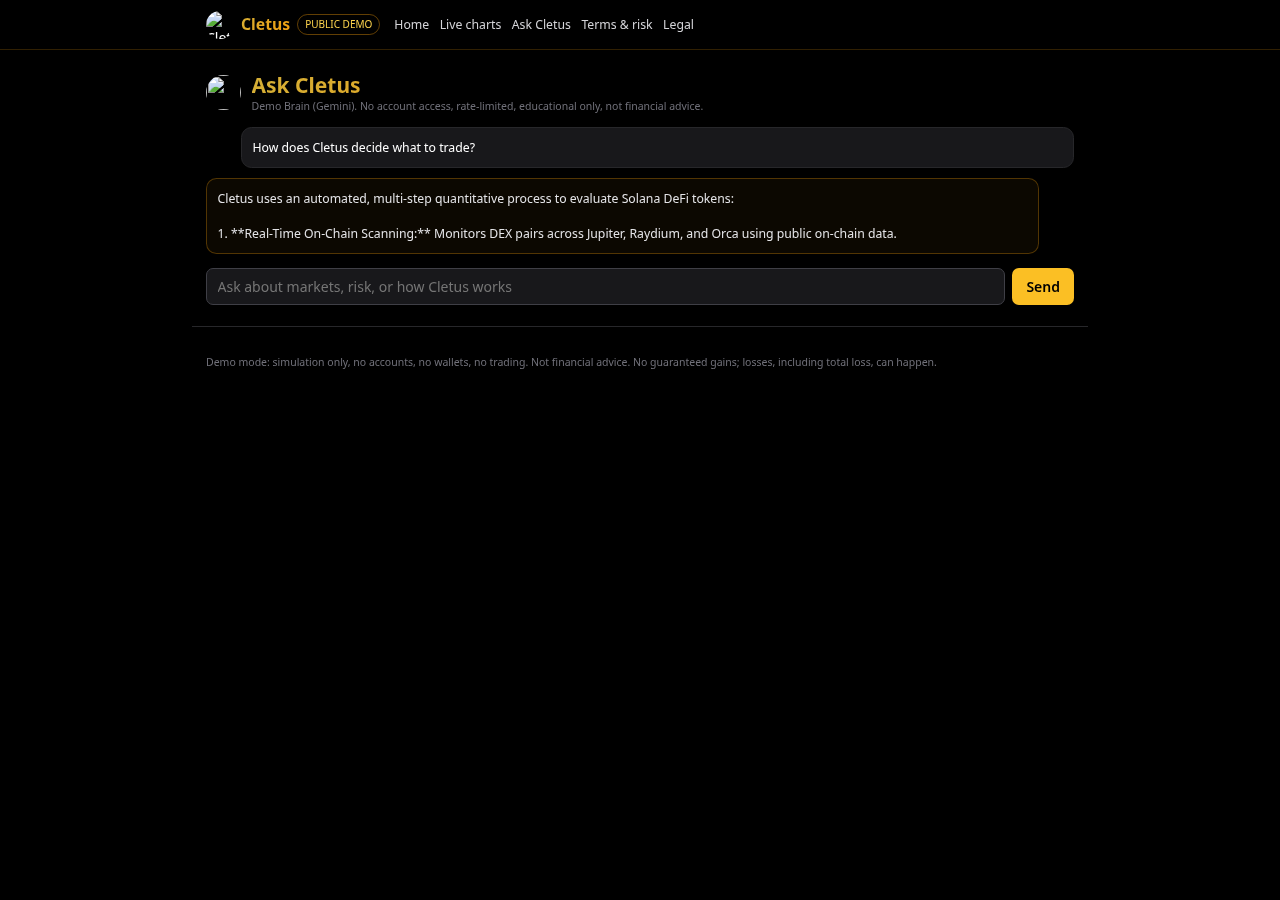 Cletus PUBLIC DEMO Home Live charts Ask Cletus Terms & risk Legal
Ask Cletus
Demo Brain (Gemini). No account access, rate-limited, educational only, not financial advice.
How does Cletus decide what to trade?
Cletus uses an automated, multi-step quantitative process to evaluate Solana DeFi tokens:
1. **Real-Time On-Chain Scanning:** Monitors DEX pairs across Jupiter, Raydium, and Orca using public on-chain data.
Ask about markets, risk, or how Cletus works
Send
Demo mode: simulation only, no accounts, no wallets, no trading. Not financial advice. No guaranteed gains; losses, including total loss, can happen.